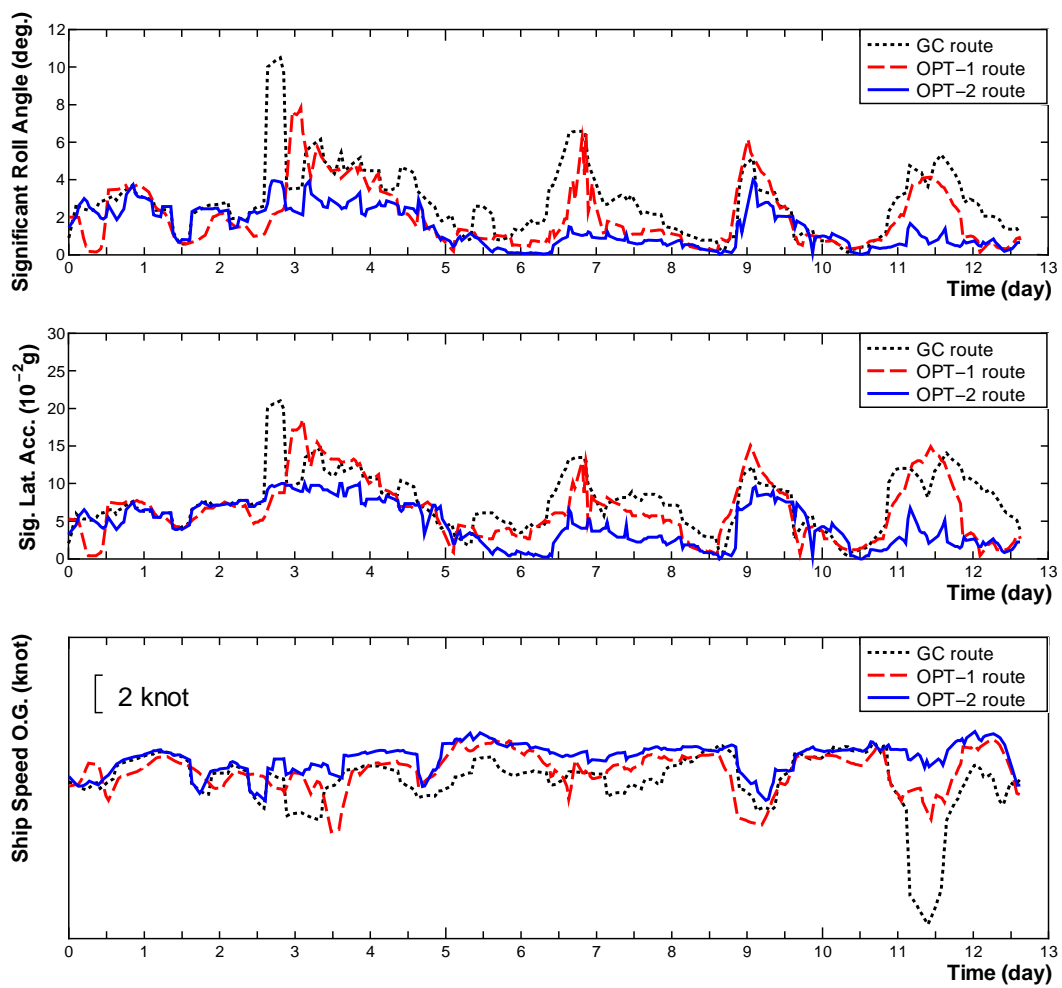 Significant Roll Angle (deg.)
12
10
8
6
4
2
0
GC route
OPT−1 route
OPT−2 route
0 1 2 3 4 5 6 7 8 9 10 11 12 13
Time (day)
Sig. Lat. Acc. (10⁻²g)
30
25
20
15
10
5
0
GC route
OPT−1 route
OPT−2 route
0 1 2 3 4 5 6 7 8 9 10 11 12 13
Time (day)
Ship Speed O.G. (knot)
2 knot
GC route
OPT−1 route
OPT−2 route
0 1 2 3 4 5 6 7 8 9 10 11 12 13
Time (day)